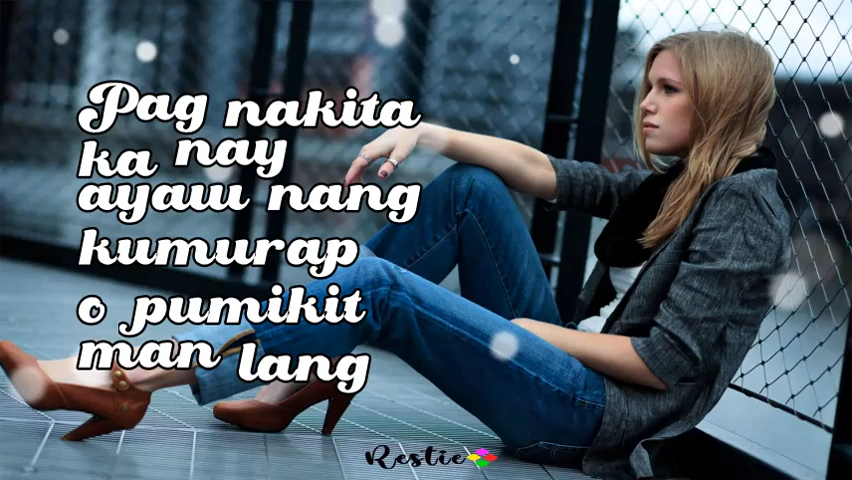 Pag nakita
ka nay
ayaw nang
kumurap
o pumikit
man lang
Restie